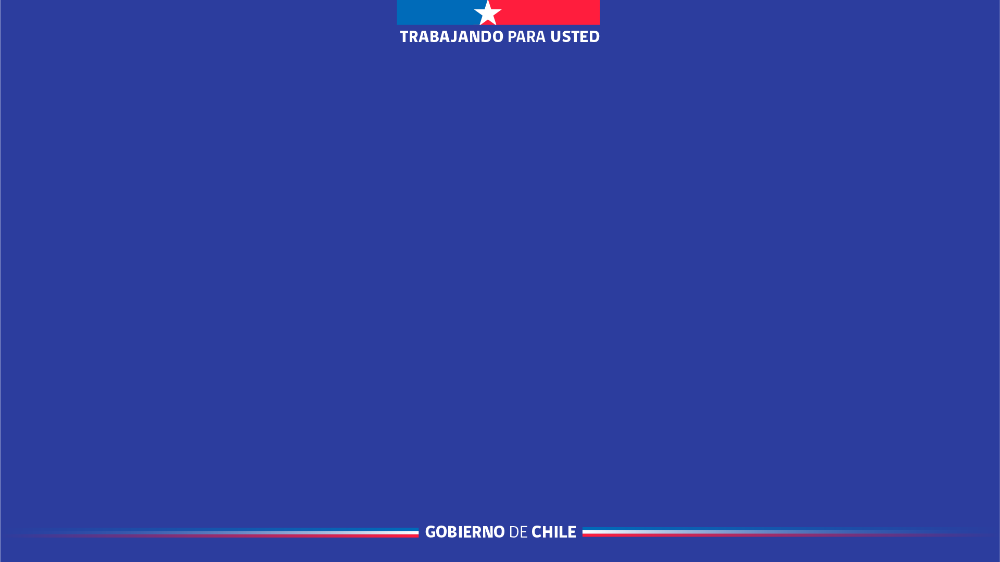 TRABAJANDO PARA USTED
GOBIERNO DE CHILE